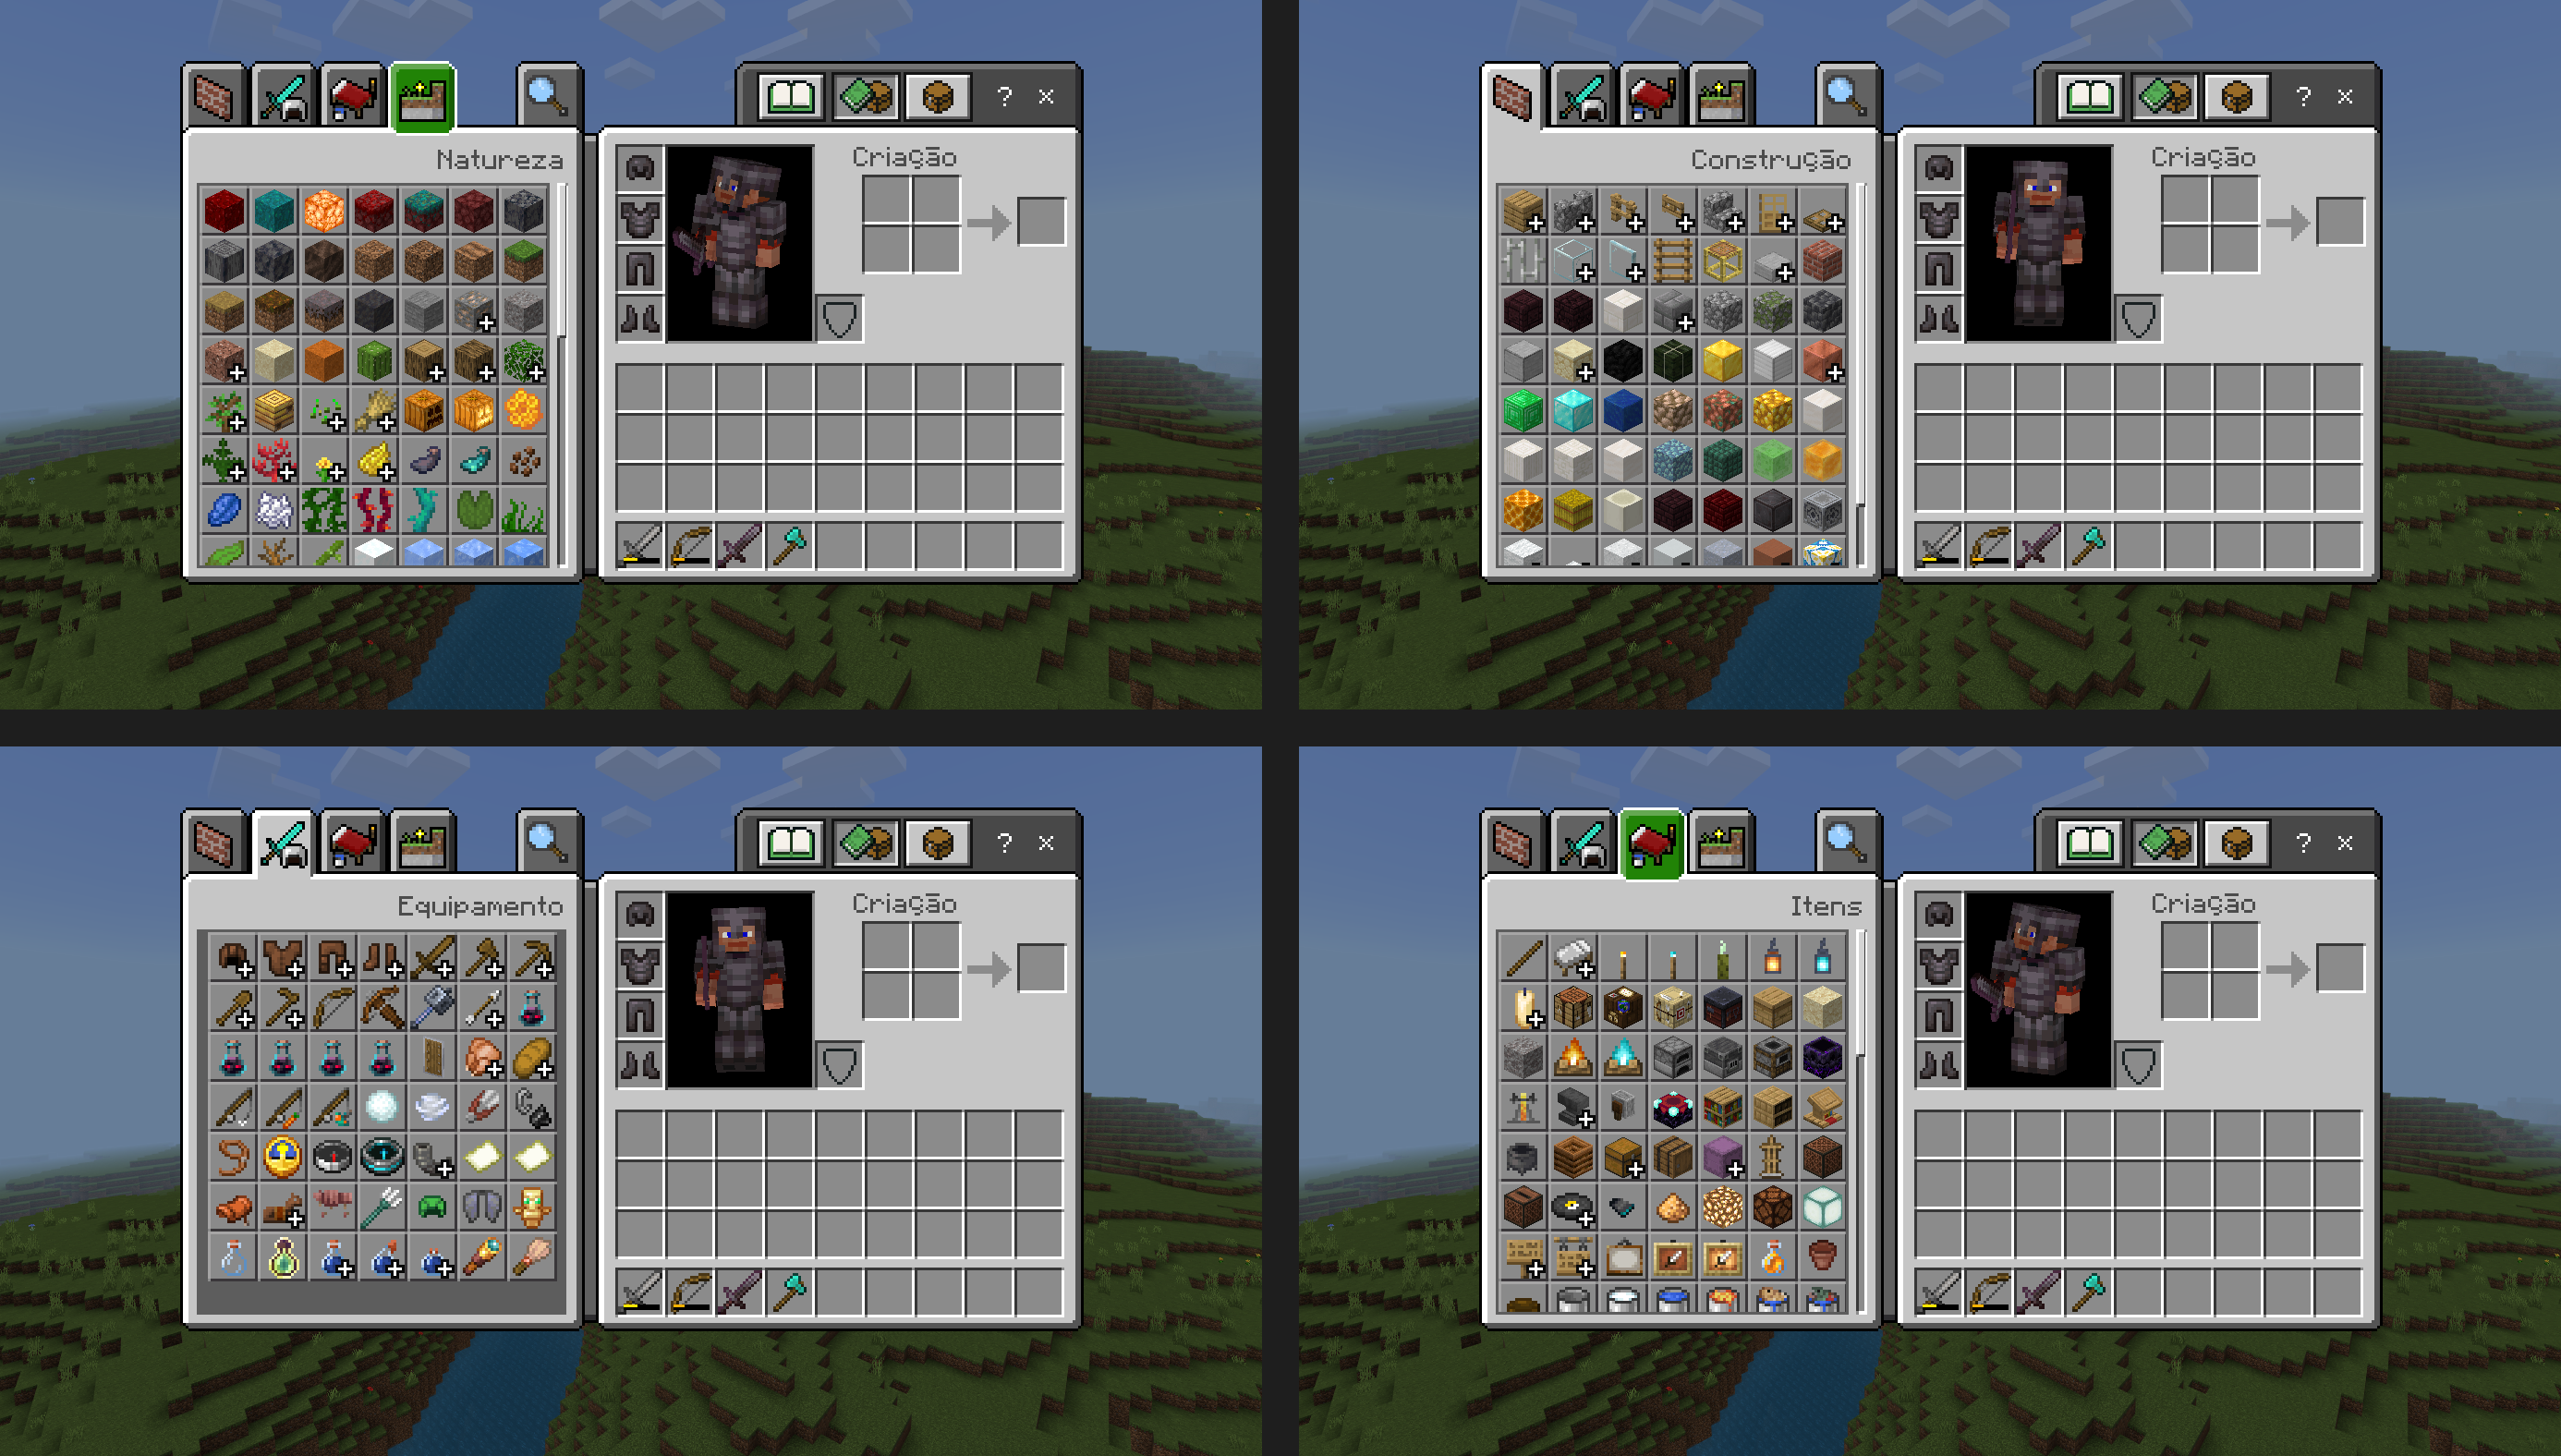 Natureza
Criação
?
x
Construção
Criação
?
x
Equipamento
Criação
?
x
Itens
Criação
?
x